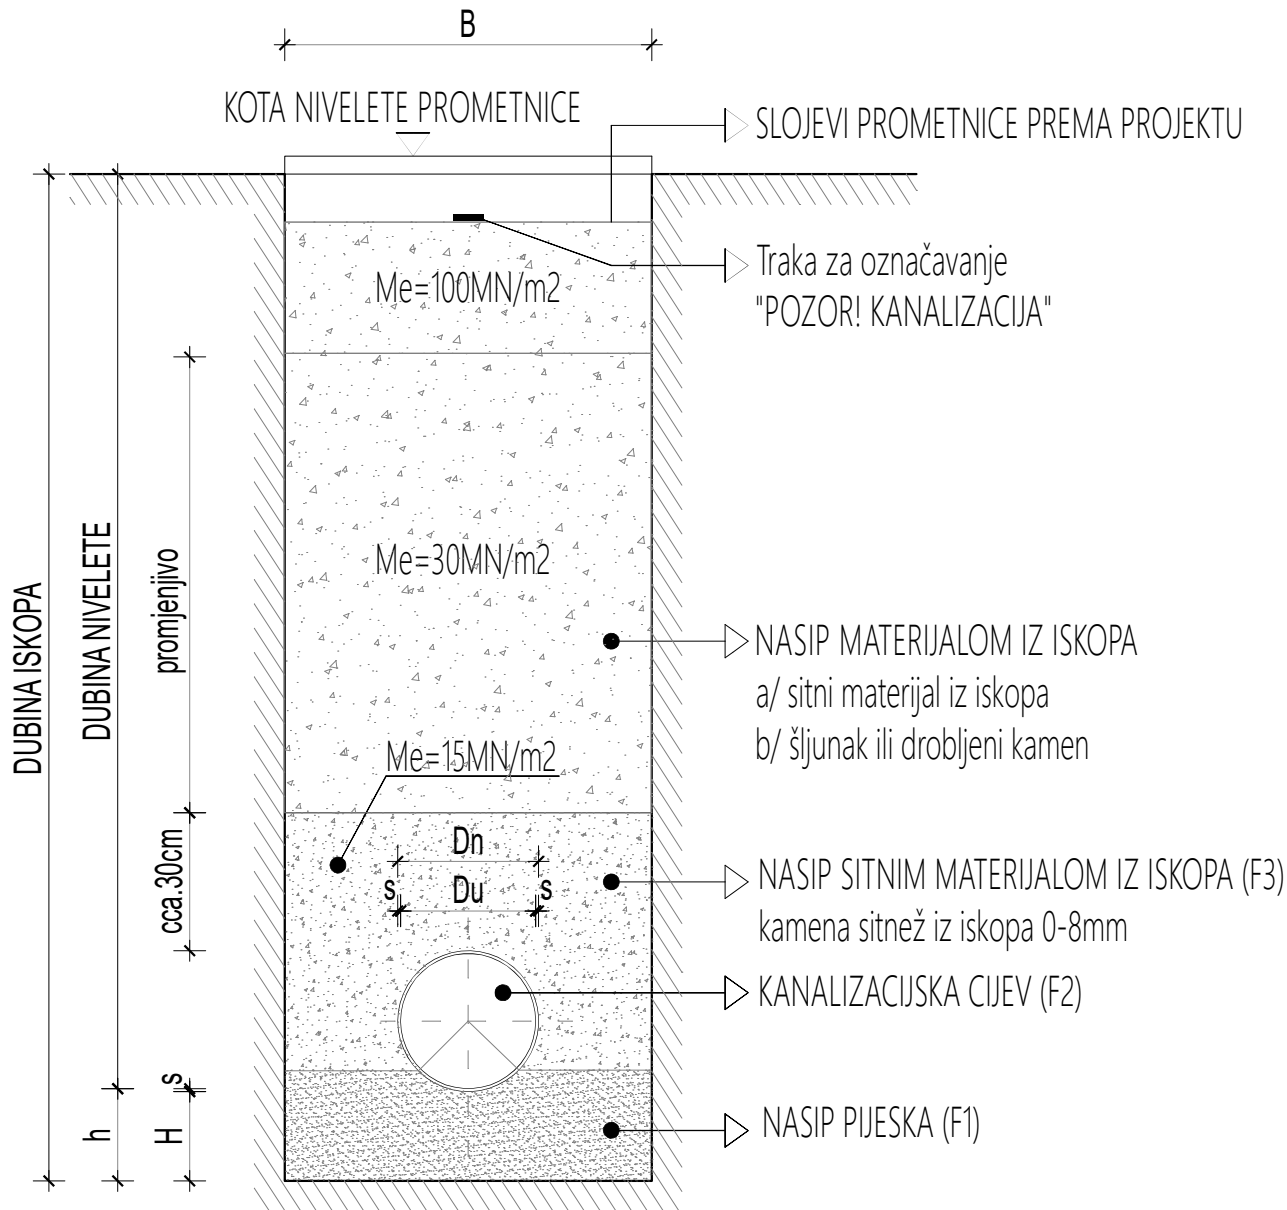 B
KOTA NIVELETE PROMETNICE
SLOJEVI PROMETNICE PREMA PROJEKTU
Traka za označavanje
"POZOR! KANALIZACIJA"
Me=100MN/m2
Me=30MN/m2
DUBINA ISKOPA
DUBINA NIVELETE
promjenjivo
NASIP MATERIJALOM IZ ISKOPA
a/ sitni materijal iz iskopa
b/ šljunak ili drobljeni kamen
Me=15MN/m2
cca.30cm
Dn
s
Du
s
NASIP SITNIM MATERIJALOM IZ ISKOPA (F3)
kamena sitnež iz iskopa 0-8mm
KANALIZACIJSKA CIJEV (F2)
s
h
H
NASIP PIJESKA (F1)